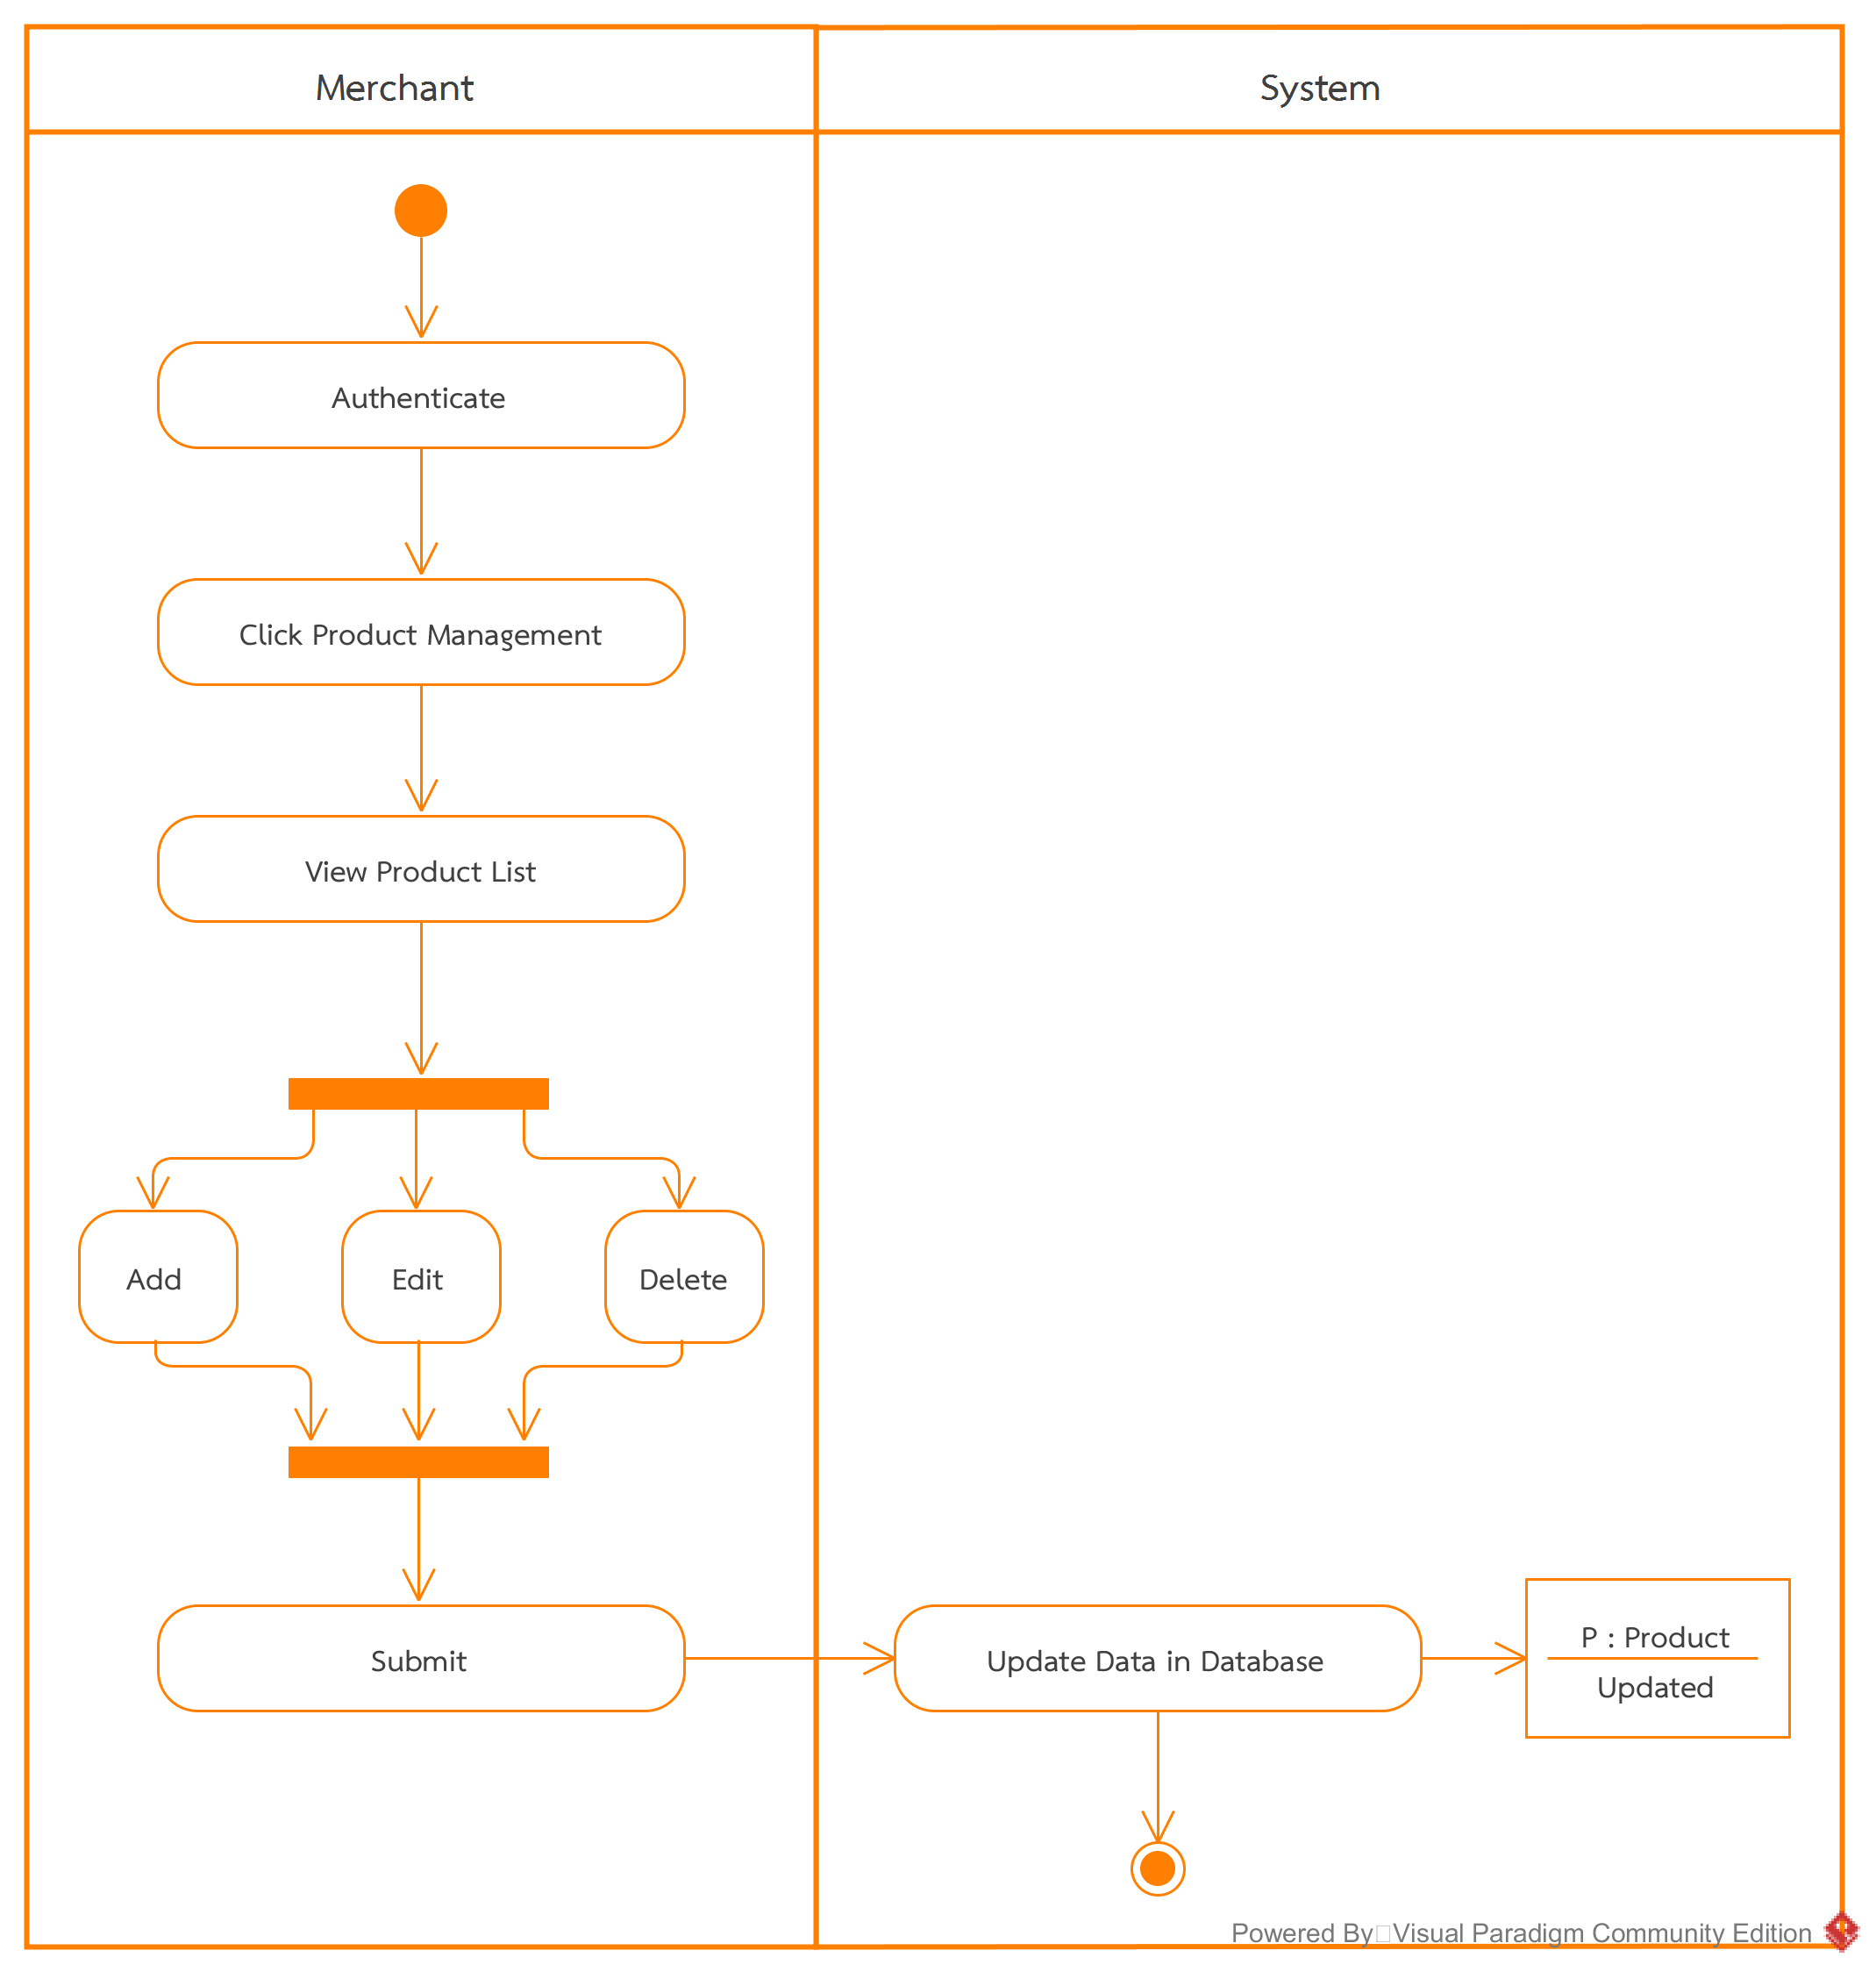 Merchant
System
Authenticate
Click Product Management
View Product List
Add
Edit
Delete
Submit
Update Data in Database
P : Product
Updated
Powered By Visual Paradigm Community Edition